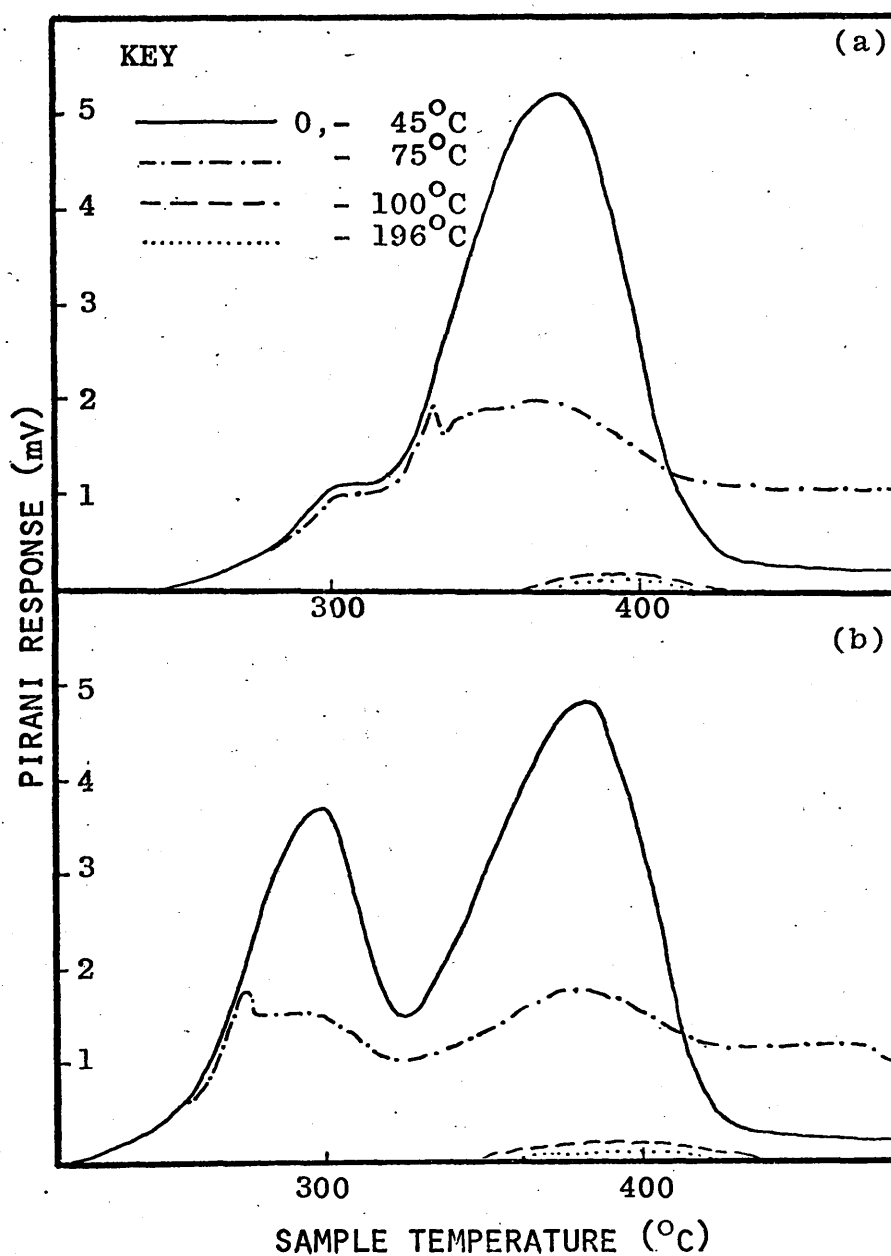 (a)
KEY
0,- 45°C
- 75°C
- 100°C
- 196°C
5
4
3
2
1
300
400
(b)
5
4
3
2
1
300
400
PIRANI RESPONSE (mV)
SAMPLE TEMPERATURE (°C)